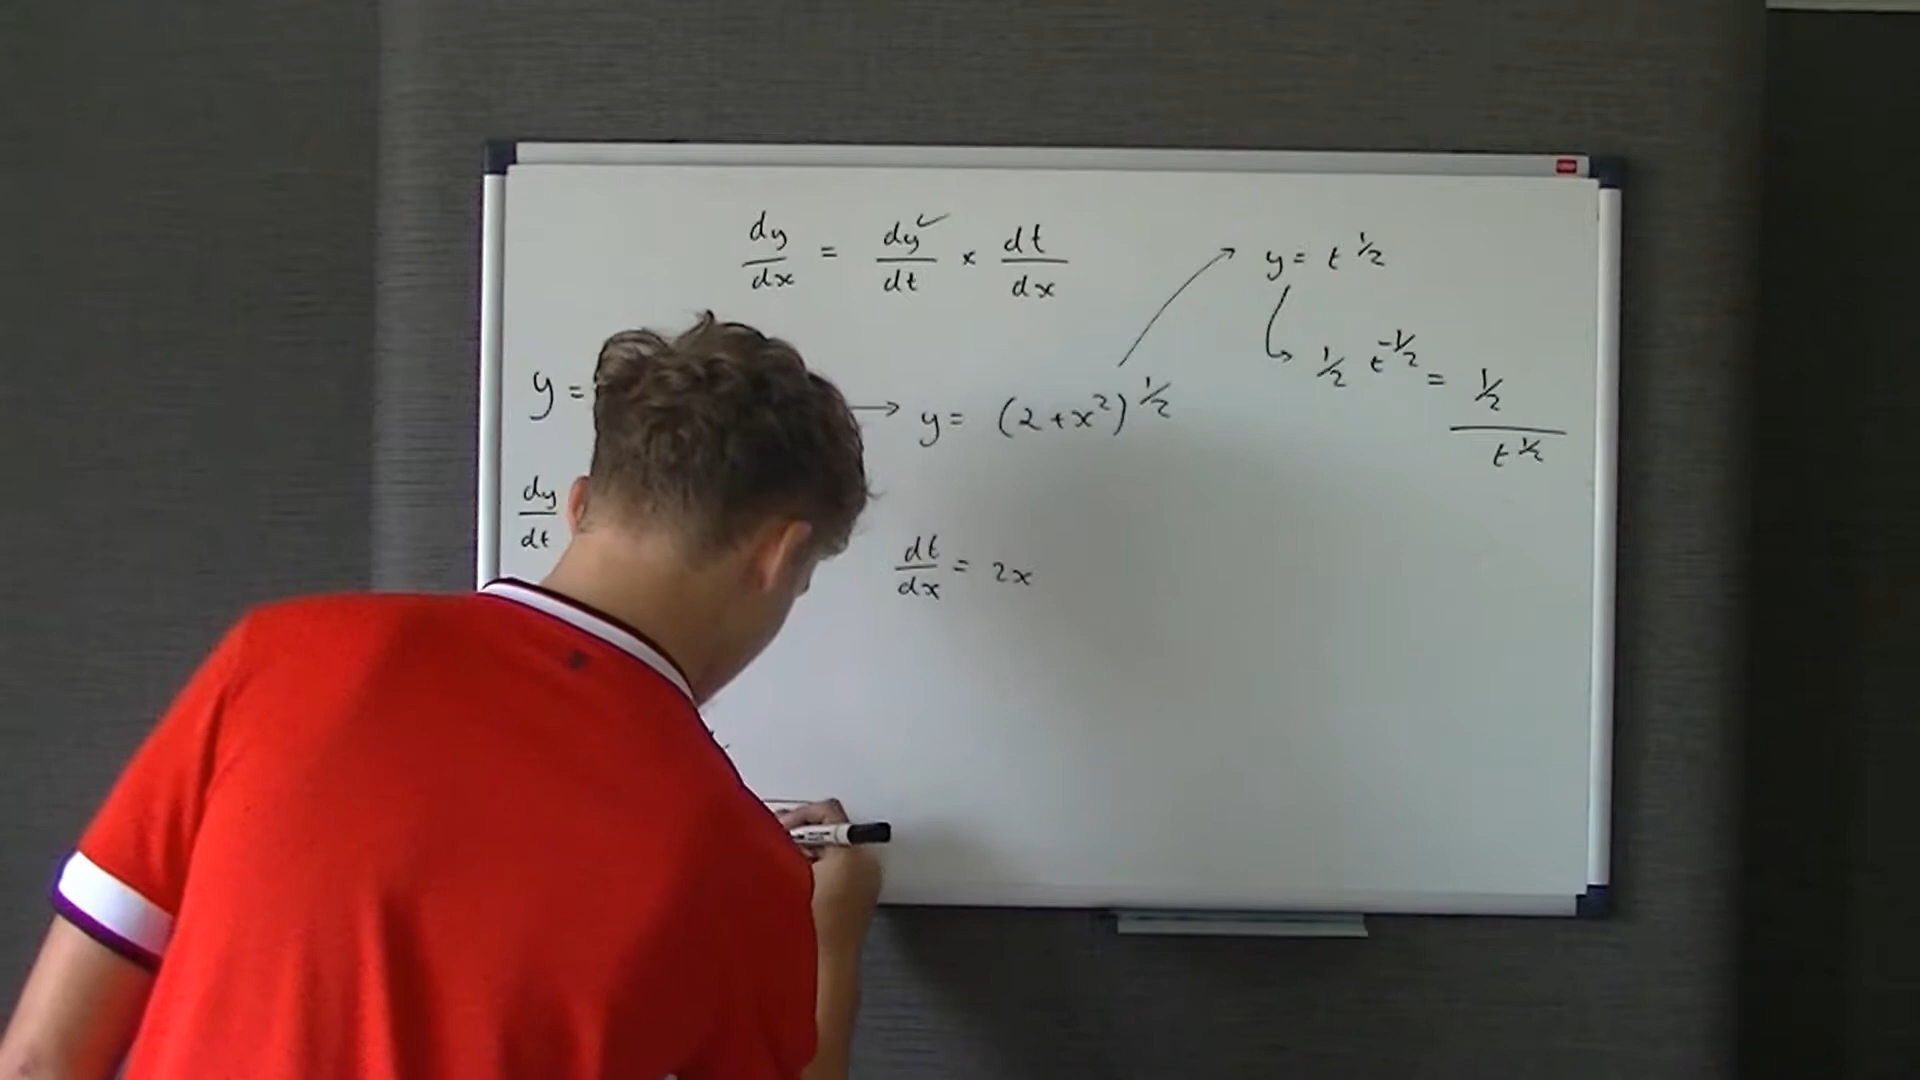 dy/dx = dy/dt × dt/dx
y = t^1/2
1/2 t^-1/2 = 1/2 / t^1/2
y =
→ y = (2+x²)^1/2
dy/dt
dt/dx = 2x